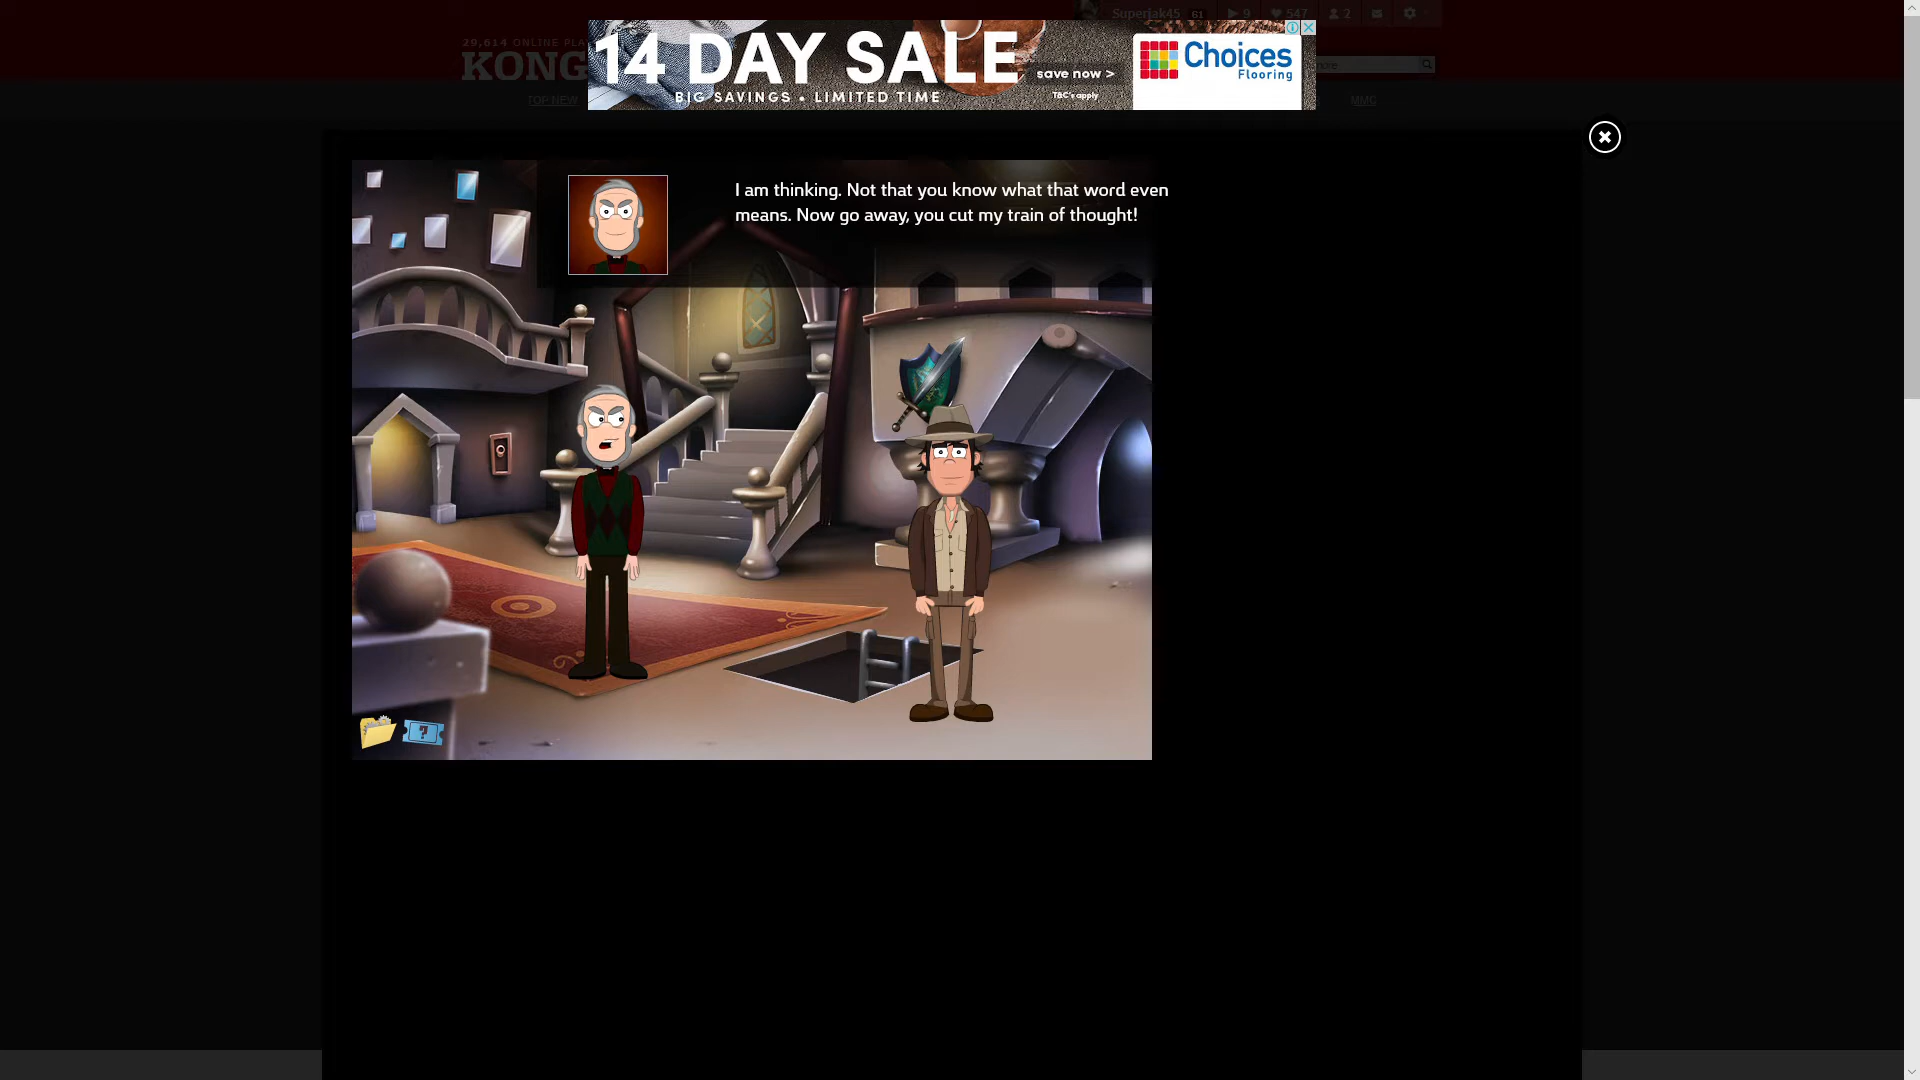 Superjak45 61 9 547 2
29,614 ONLINE PLA
KONG
14 DAY SALE
BIG SAVINGS • LIMITED TIME
save now >
T&C's apply
Choices
Flooring
more
TOP NEW
MMO
I am thinking. Not that you know what that word even
means. Now go away, you cut my train of thought!
?